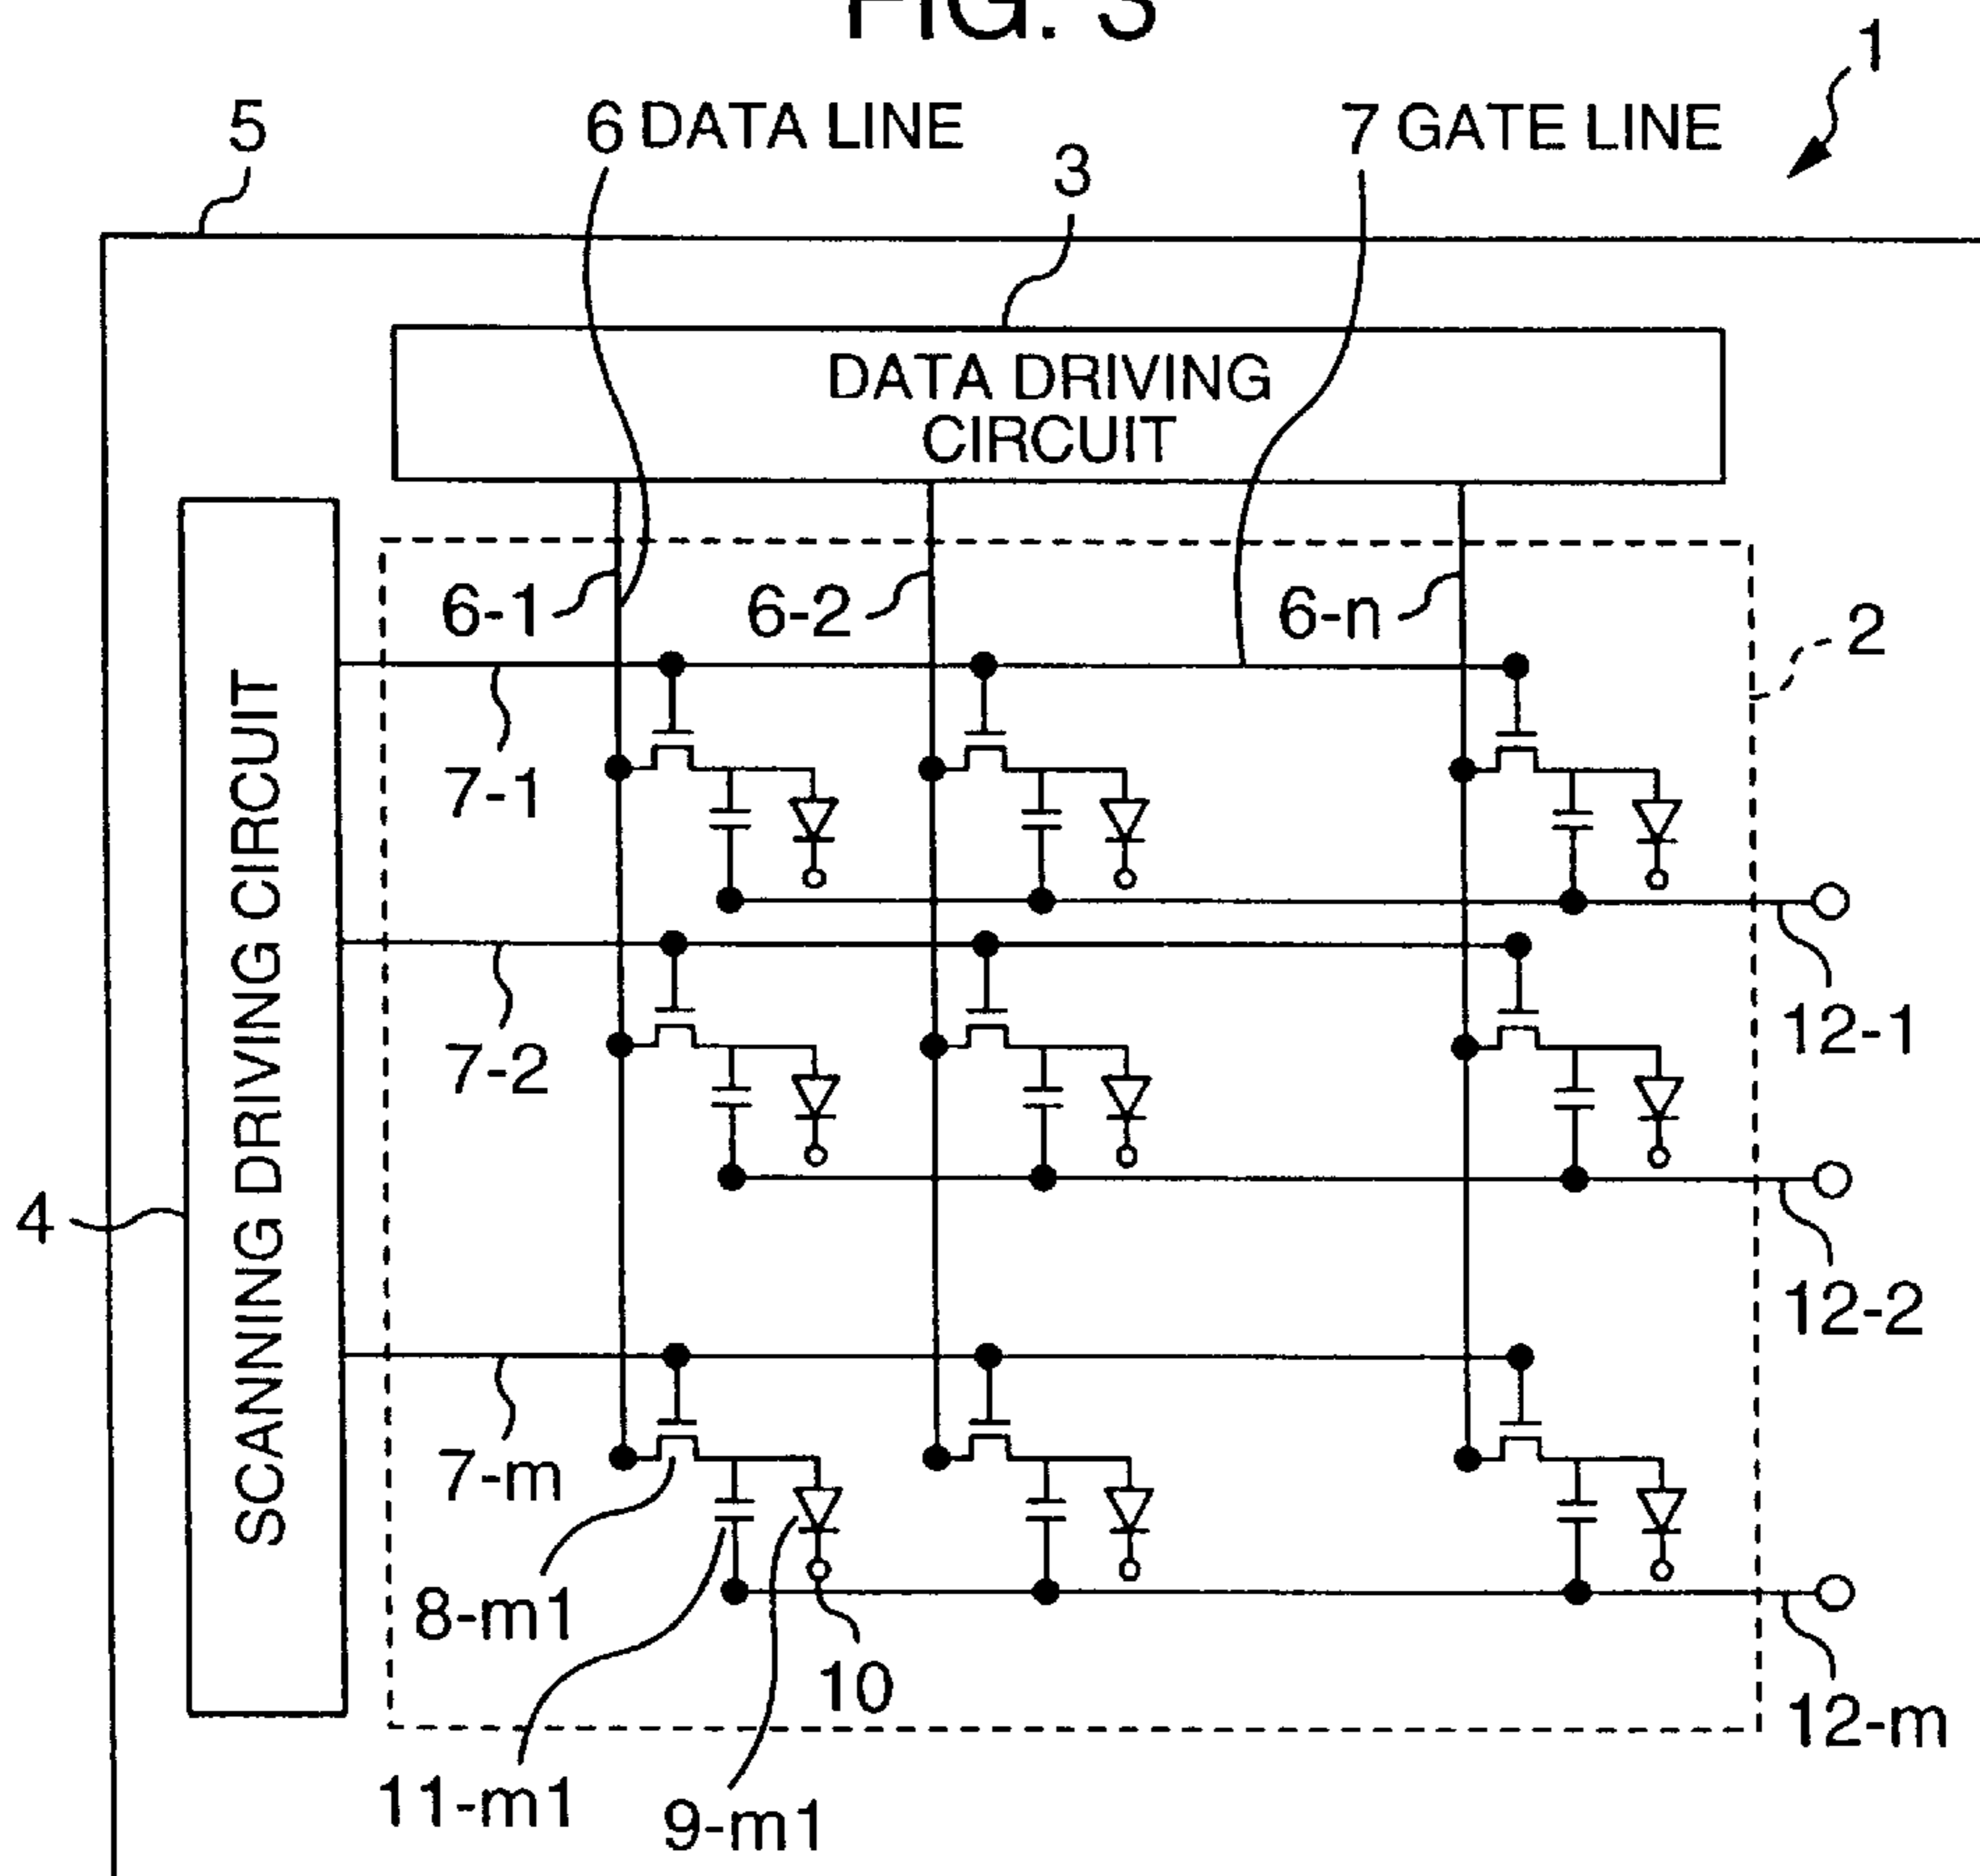 FIG. 3
1
5
6 DATA LINE
7 GATE LINE
3
DATA DRIVING
CIRCUIT
6-1
6-2
6-n
2
7-1
12-1
7-2
12-2
SCANNING DRIVING CIRCUIT
4
7-m
8-m1
10
12-m
11-m1
9-m1